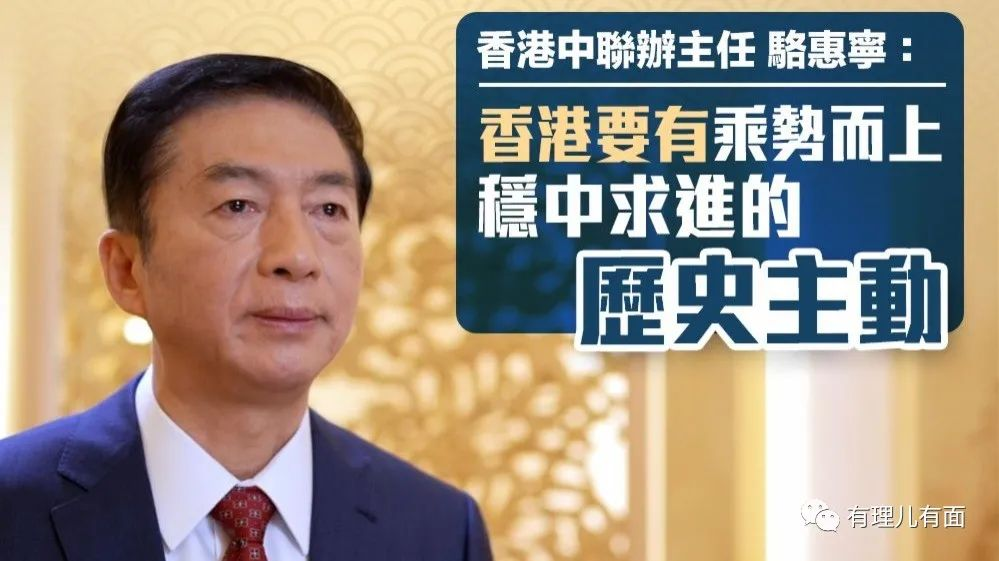 香港中聯辦主任 駱惠寧：
香港要有乘勢而上
穩中求進的
歷史主動
有理儿有面